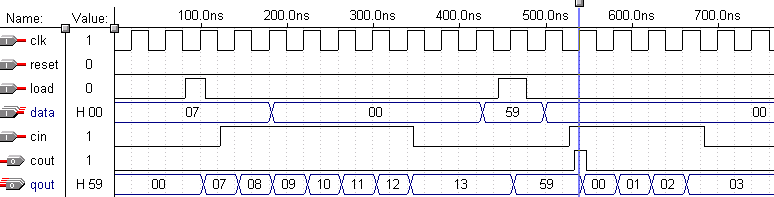 Name: Value: 100.0ns 200.0ns 300.0ns 400.0ns 500.0ns 600.0ns 700.0ns
clk 1
reset 0
load 0
data H 00 07 00 59 00
cin 1
cout 1
qout H 59 00 07 08 09 10 11 12 13 59 00 01 02 03